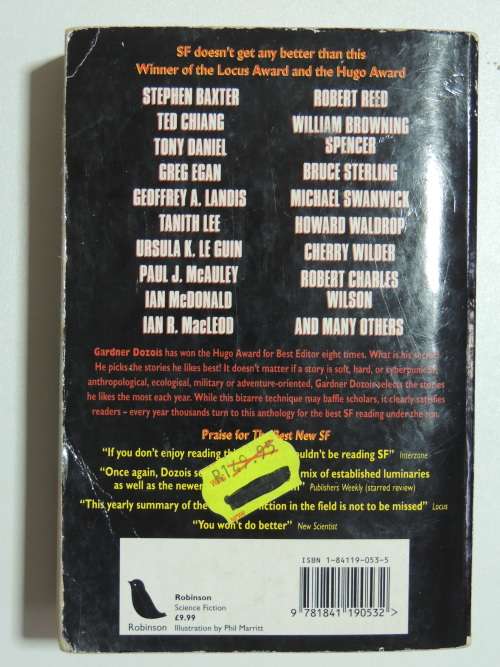 SF doesn't get any better than this
Winner of the Locus Award and the Hugo Award
STEPHEN BAXTER
TED CHIANG
TONY DANIEL
GREG EGAN
GEOFFREY A. LANDIS
TANITH LEE
URSULA K. LE GUIN
PAUL J. McAULEY
IAN McDONALD
IAN R. MacLEOD
ROBERT REED
WILLIAM BROWNING
SPENCER
BRUCE STERLING
MICHAEL SWANWICK
HOWARD WALDROP
CHERRY WILDER
ROBERT CHARLES
WILSON
AND MANY OTHERS
Gardner Dozois has won the Hugo Award for Best Editor eight times. What is his secret?
He picks the stories he likes best! It doesn't matter if a story is soft, hard, or cyberpunk,
anthropological, ecological, military or adventure-oriented, Gardner Dozois selects the stories
he likes the most each year. While this bizarre technique may baffle scholars, it clearly satisfies
readers – every year thousands turn to this anthology for the best SF reading under the sun.
Praise for The Best New SF
"If you don't enjoy reading this shouldn't be reading SF" Interzone
"Once again, Dozois mix of established luminaries
as well as the newer Publishers Weekly (starred review)
"This yearly summary of the fiction in the field is not to be missed" Locus
"You won't do better" New Scientist
.95
ISBN 1-84119-053-5
9 781841 190532 >
Robinson
Robinson
Science Fiction
£9.99
Illustration by Phil Marritt